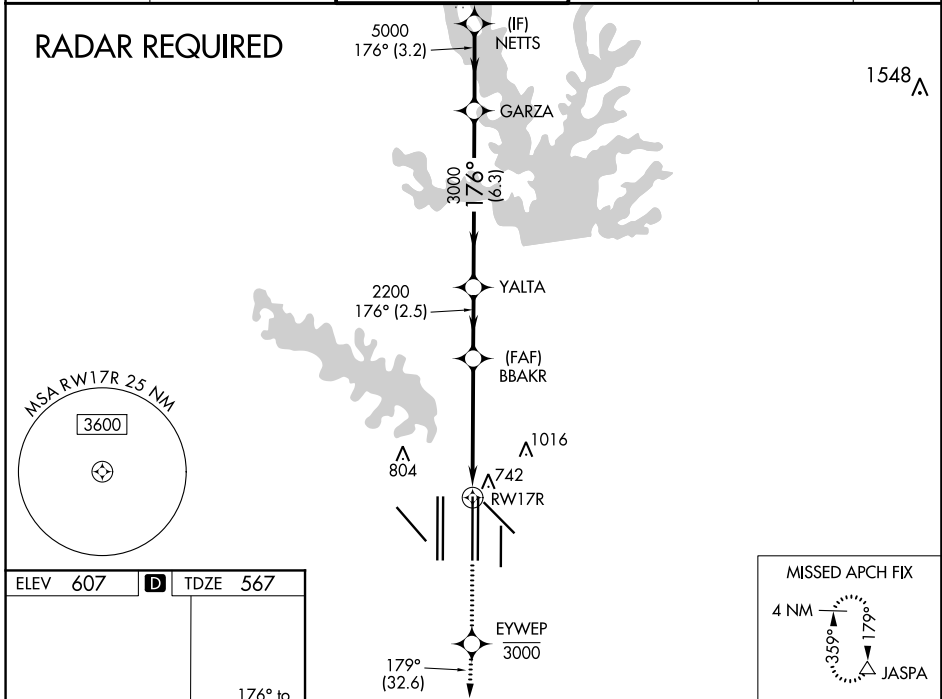 RADAR REQUIRED
5000
176° (3.2)
(IF)
NETTS
1548
GARZA
3000
176°
(6.3)
YALTA
2200
176° (2.5)
(FAF)
BBAKR
MSA RW17R 25 NM
3600
804
1016
742
RW17R
ELEV 607 D TDZE 567
176° to
EYWEP
3000
179°
(32.6)
MISSED APCH FIX
4 NM
359°
179°
JASPA